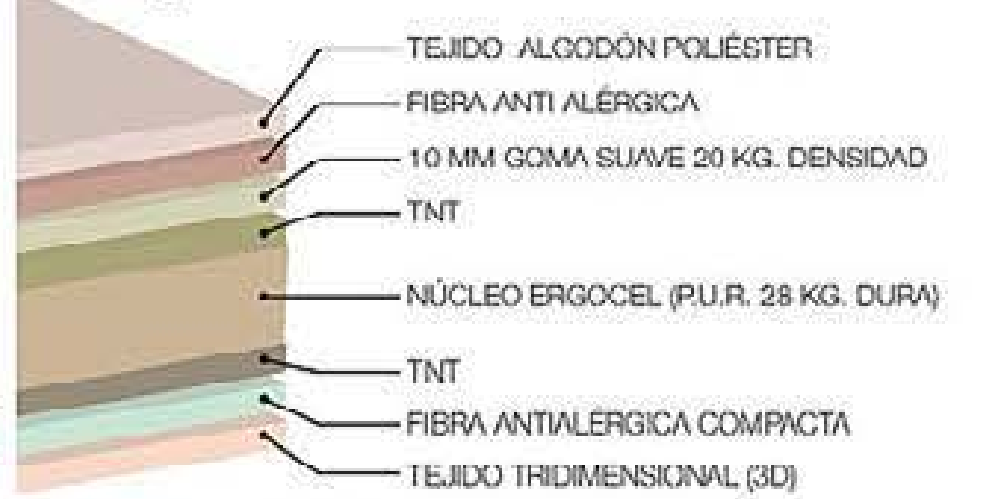 TEJIDO ALGODÓN POLIÉSTER
FIBRA ANTI ALÉRGICA
10 MM GOMA SUAVE 20 KG. DENSIDAD
TNT
NÚCLEO ERGOCEL (P.U.R. 28 KG. DURA)
TNT
FIBRA ANTIALÉRGICA COMPACTA
TEJIDO TRIDIMENSIONAL (3D)